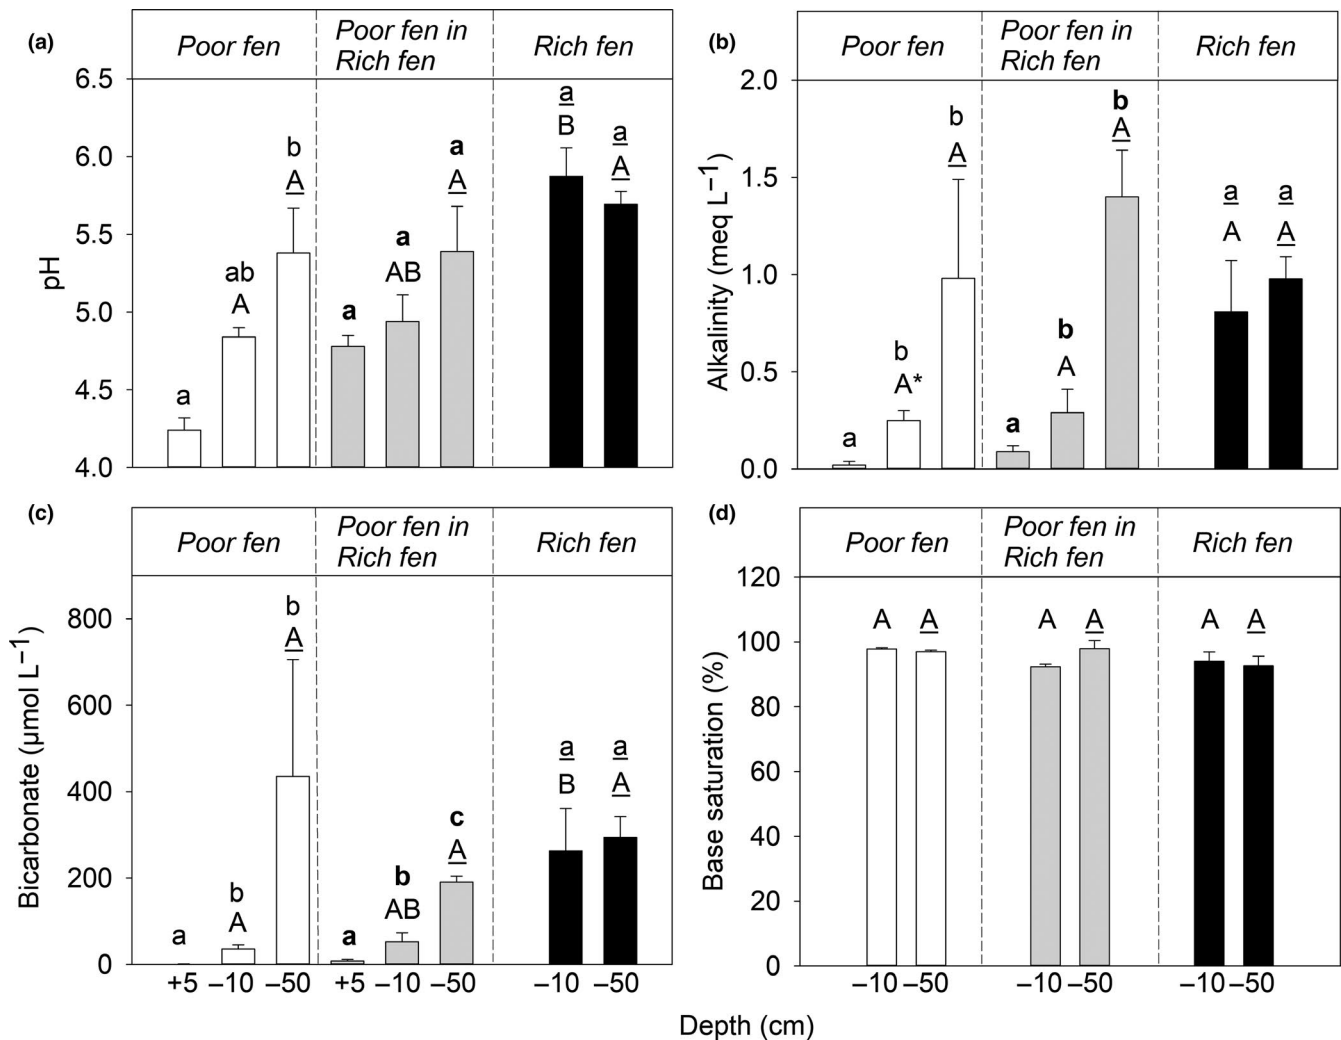 (a)
Poor fen
Poor fen in
Rich fen
Rich fen
6.5
6.0
5.5
5.0
4.5
4.0
pH
a
ab
A
b
A
a
a
AB
a
A
a
B
a
A
(b)
Poor fen
Poor fen in
Rich fen
Rich fen
2.0
1.5
1.0
0.5
0.0
Alkalinity (meq L−1)
a
b
A*
b
A
a
b
A
b
A
a
A
a
A
(c)
Poor fen
Poor fen in
Rich fen
Rich fen
800
600
400
200
0
Bicarbonate (µmol L−1)
a
b
A
b
A
a
b
AB
c
A
a
B
a
A
+5 −10 −50 +5 −10 −50 −10 −50
(d)
Poor fen
Poor fen in
Rich fen
Rich fen
120
100
80
60
40
20
0
Base saturation (%)
A A A A A A
−10 −50 −10 −50 −10 −50
Depth (cm)